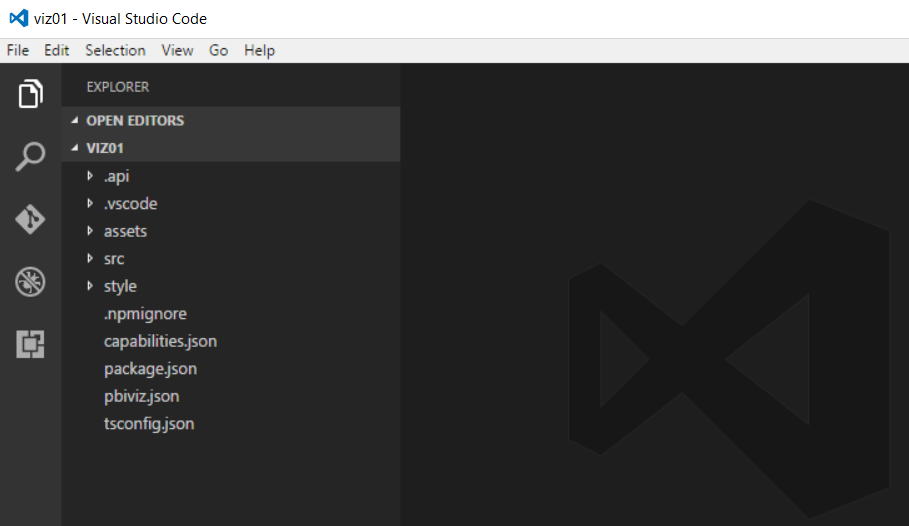 viz01 - Visual Studio Code
File Edit Selection View Go Help
EXPLORER
OPEN EDITORS
VIZ01
.api
.vscode
assets
src
style
.npmignore
capabilities.json
package.json
pbiviz.json
tsconfig.json